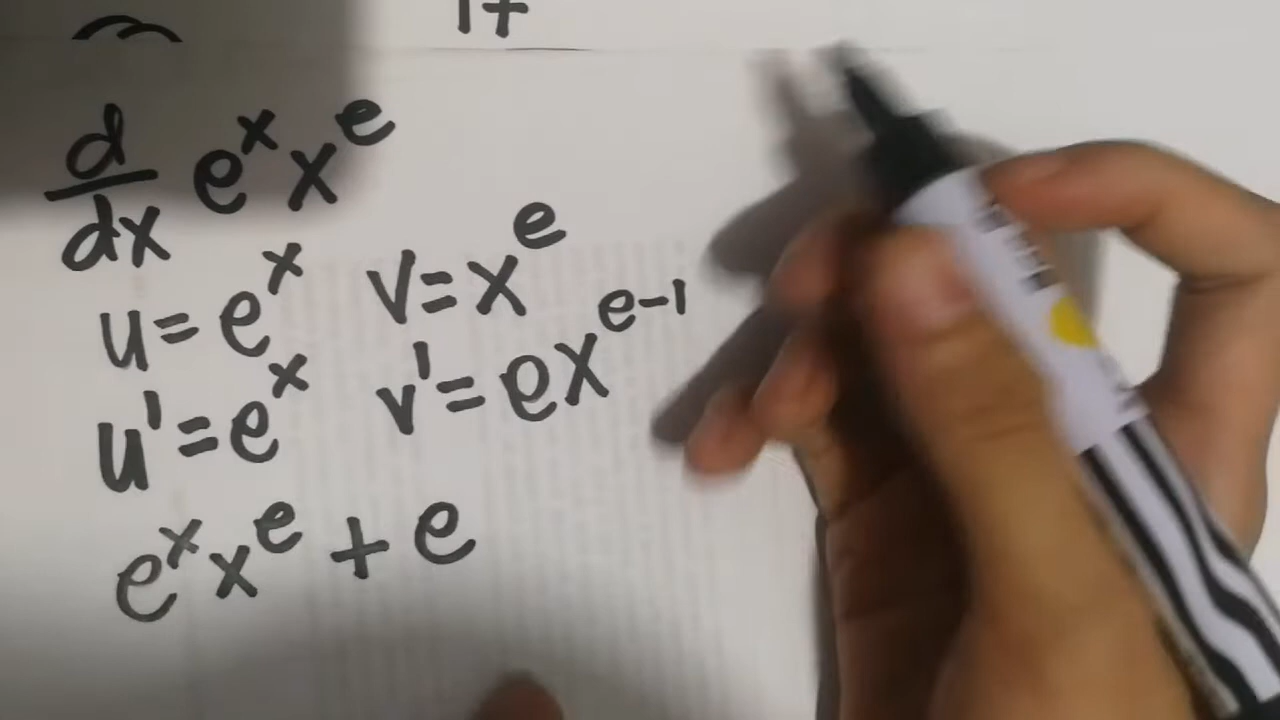 d/dx e^x x^e
u=e^x v=x^e
u'=e^x v'=ex^{e-1}
e^x x^e + e